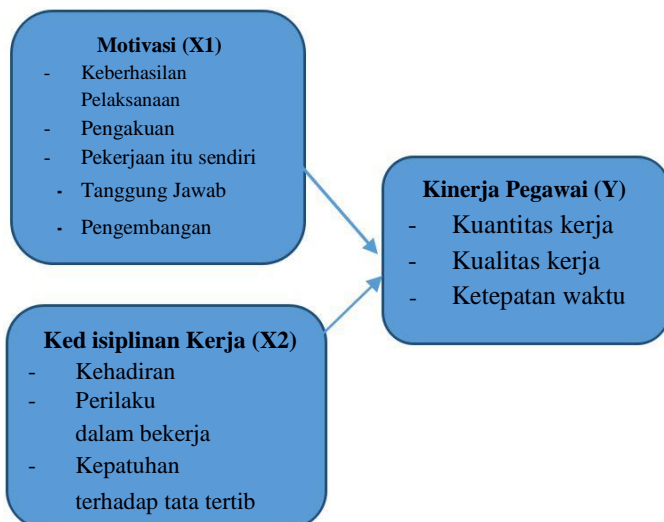 Motivasi (X1)
- Keberhasilan
Pelaksanaan
- Pengakuan
- Pekerjaan itu sendiri
- Tanggung Jawab
- Pengembangan
Kinerja Pegawai (Y)
- Kuantitas kerja
- Kualitas kerja
- Ketepatan waktu
Ked isiplinan Kerja (X2)
- Kehadiran
- Perilaku
dalam bekerja
- Kepatuhan
terhadap tata tertib